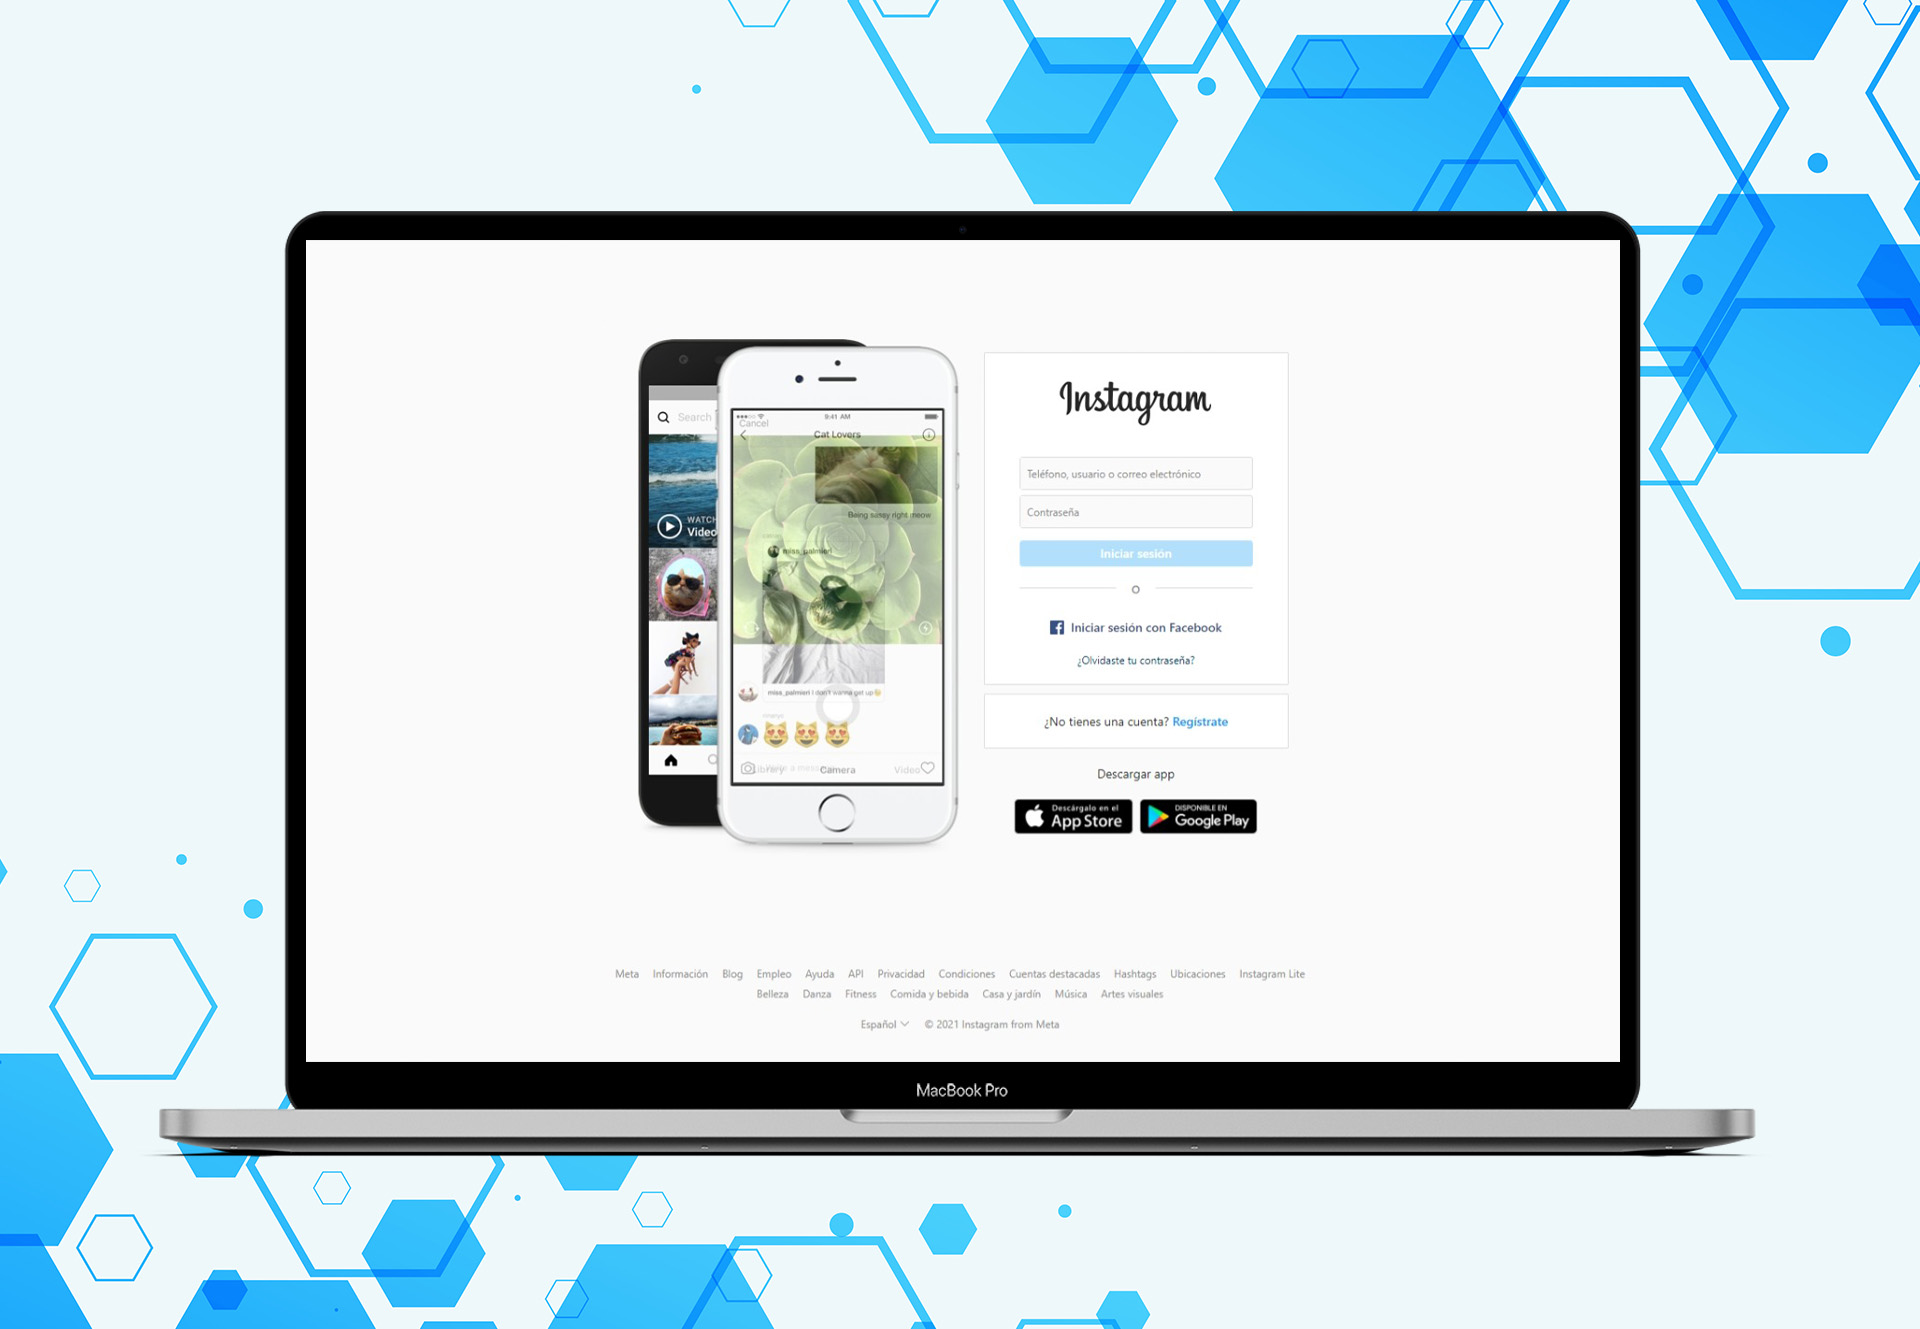 Search
WATCH
Video
9:41 AM
Cancel
Cat Lovers
Being sassy right meow
miss_palmieri
miss_palmieri I don't wanna get up
Library
Write a message
Camera
Video
Instagram
Teléfono, usuario o correo electrónico
Contraseña
Iniciar sesión
O
Iniciar sesión con Facebook
¿Olvidaste tu contraseña?
¿No tienes una cuenta? Regístrate
Descargar app
Descárgalo en el
App Store
DISPONIBLE EN
Google Play
Meta Información Blog Empleo Ayuda API Privacidad Condiciones Cuentas destacadas Hashtags Ubicaciones Instagram Lite
Belleza Danza Fitness Comida y bebida Casa y jardín Música Artes visuales
Español © 2021 Instagram from Meta
MacBook Pro